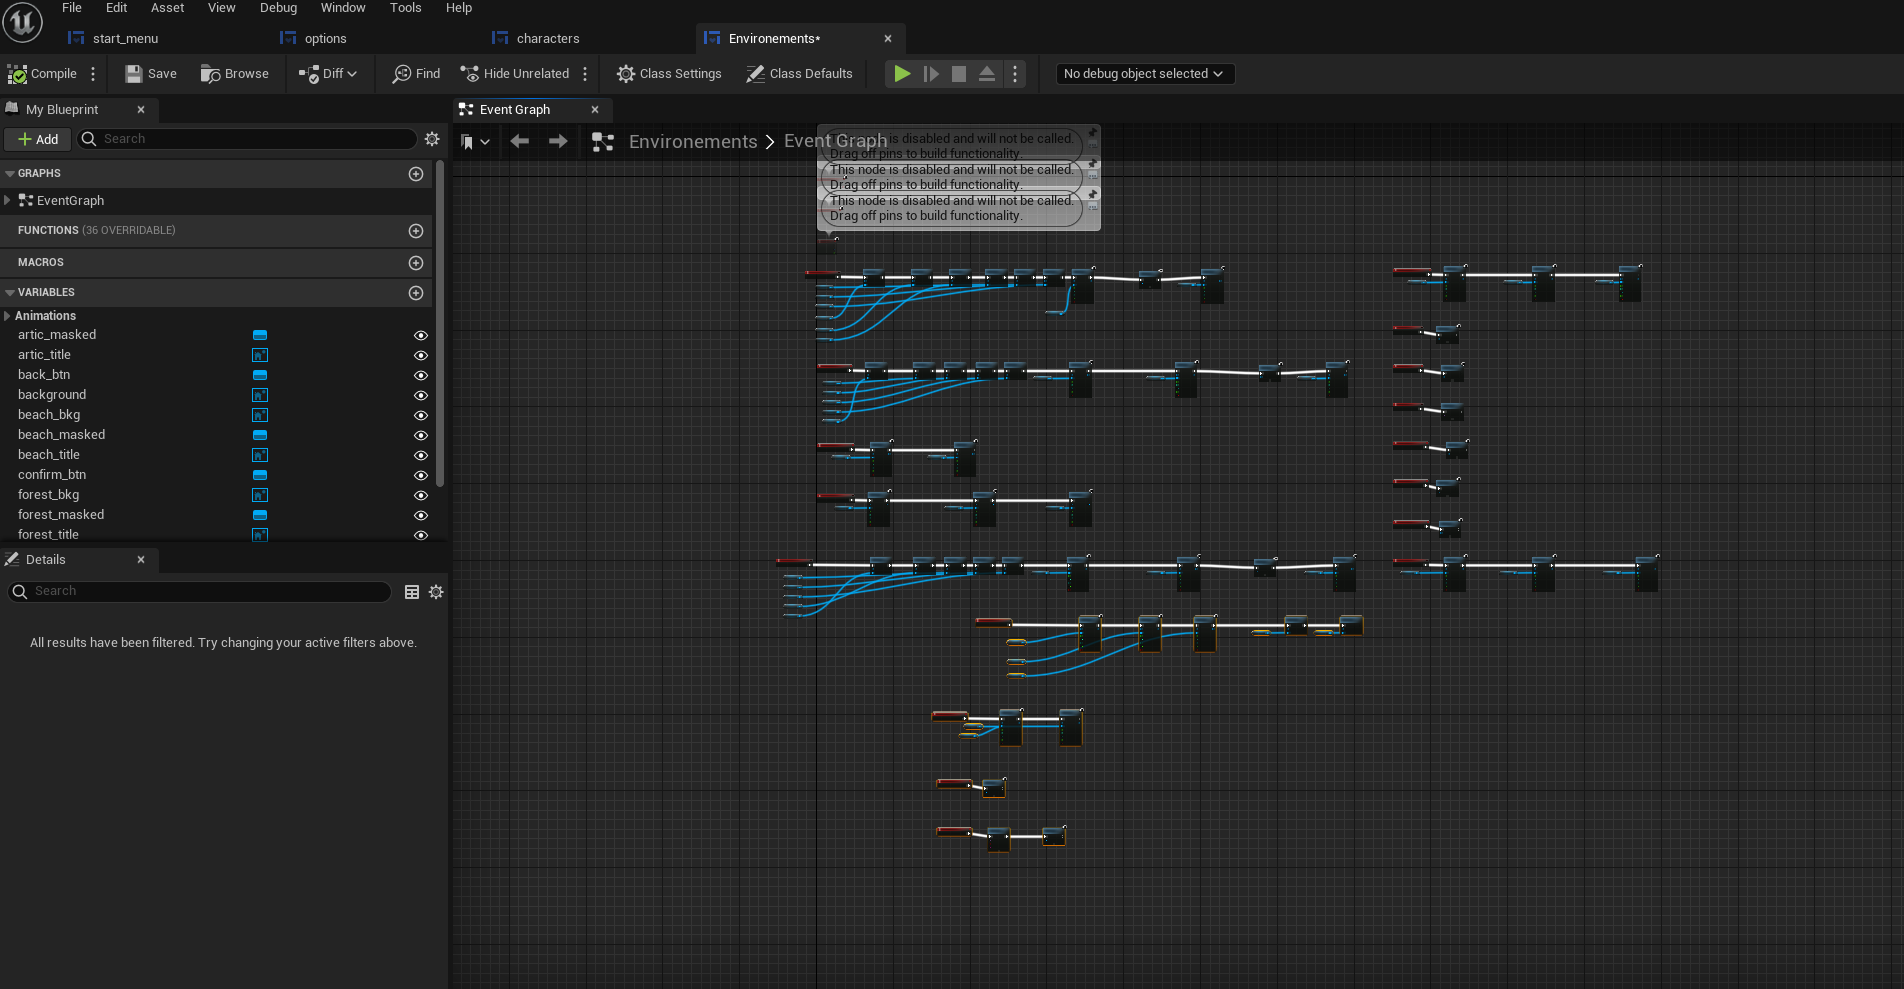 File Edit Asset View Debug Window Tools Help
start_menu options characters Environements*
Compile Save Browse Diff Find Hide Unrelated Class Settings Class Defaults No debug object selected
My Blueprint Event Graph
Add Search Environements > Event Graph
This node is disabled and will not be called.
Drag off pins to build functionality.
This node is disabled and will not be called.
Drag off pins to build functionality.
This node is disabled and will not be called.
Drag off pins to build functionality.
GRAPHS
EventGraph
FUNCTIONS (36 OVERRIDABLE)
MACROS
VARIABLES
Animations
artic_masked
artic_title
back_btn
background
beach_bkg
beach_masked
beach_title
confirm_btn
forest_bkg
forest_masked
forest_title
Details
Search
All results have been filtered. Try changing your active filters above.